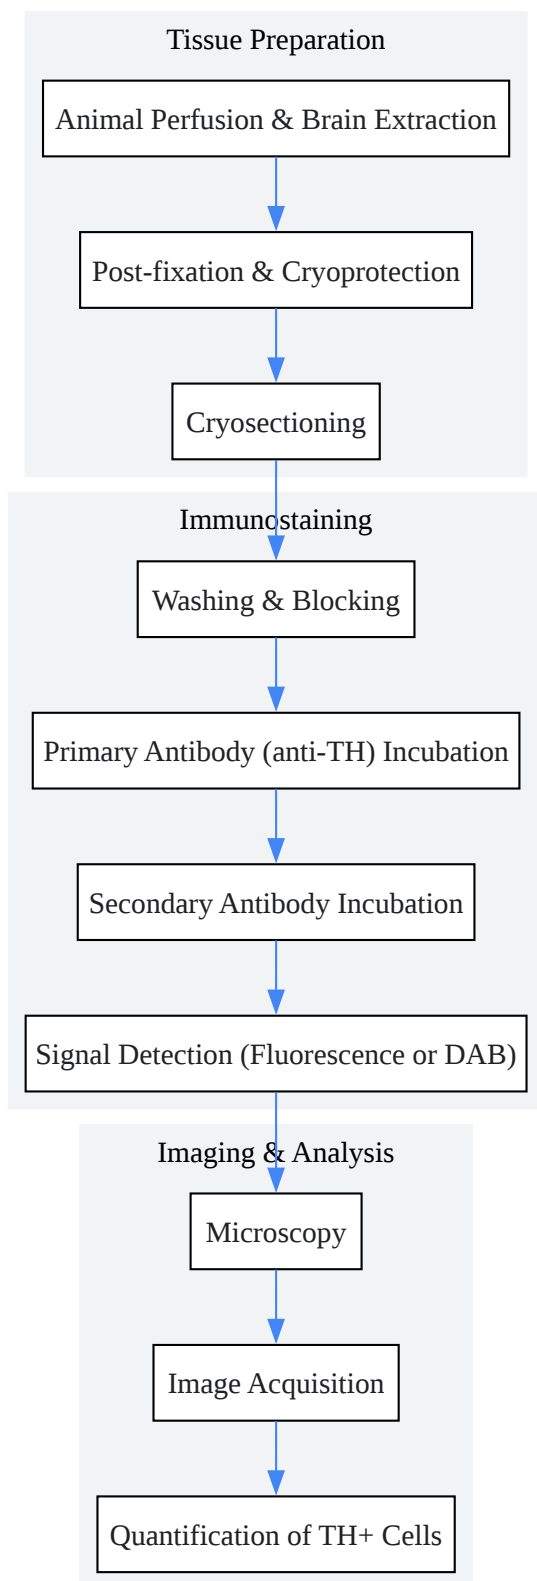 Tissue Preparation
Animal Perfusion & Brain Extraction
Post-fixation & Cryoprotection
Cryosectioning
Immunostaining
Washing & Blocking
Primary Antibody (anti-TH) Incubation
Secondary Antibody Incubation
Signal Detection (Fluorescence or DAB)
Imaging & Analysis
Microscopy
Image Acquisition
Quantification of TH+ Cells